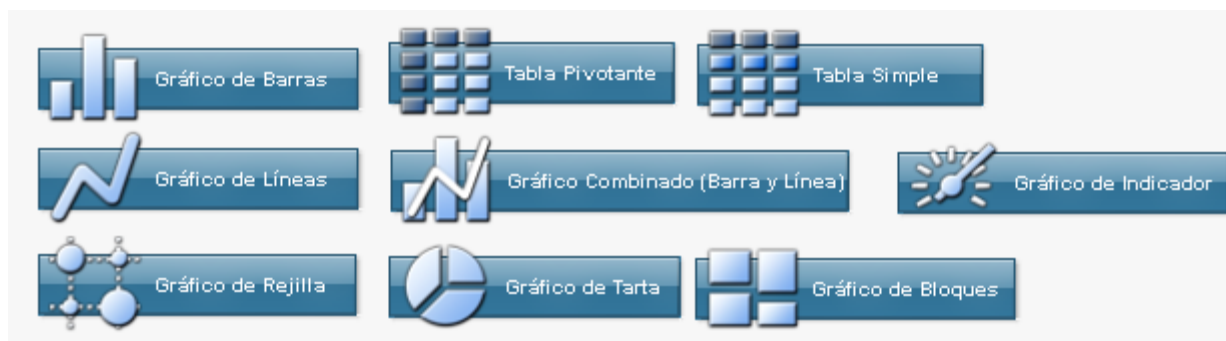 Gráfico de Barras
Tabla Pivotante
Tabla Simple
Gráfico de Líneas
Gráfico Combinado (Barra y Línea)
Gráfico de Indicador
Gráfico de Rejilla
Gráfico de Tarta
Gráfico de Bloques